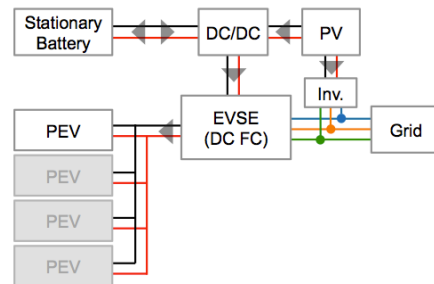 Stationary
Battery
DC/DC
PV
Inv.
EVSE
(DC FC)
Grid
PEV
PEV
PEV
PEV